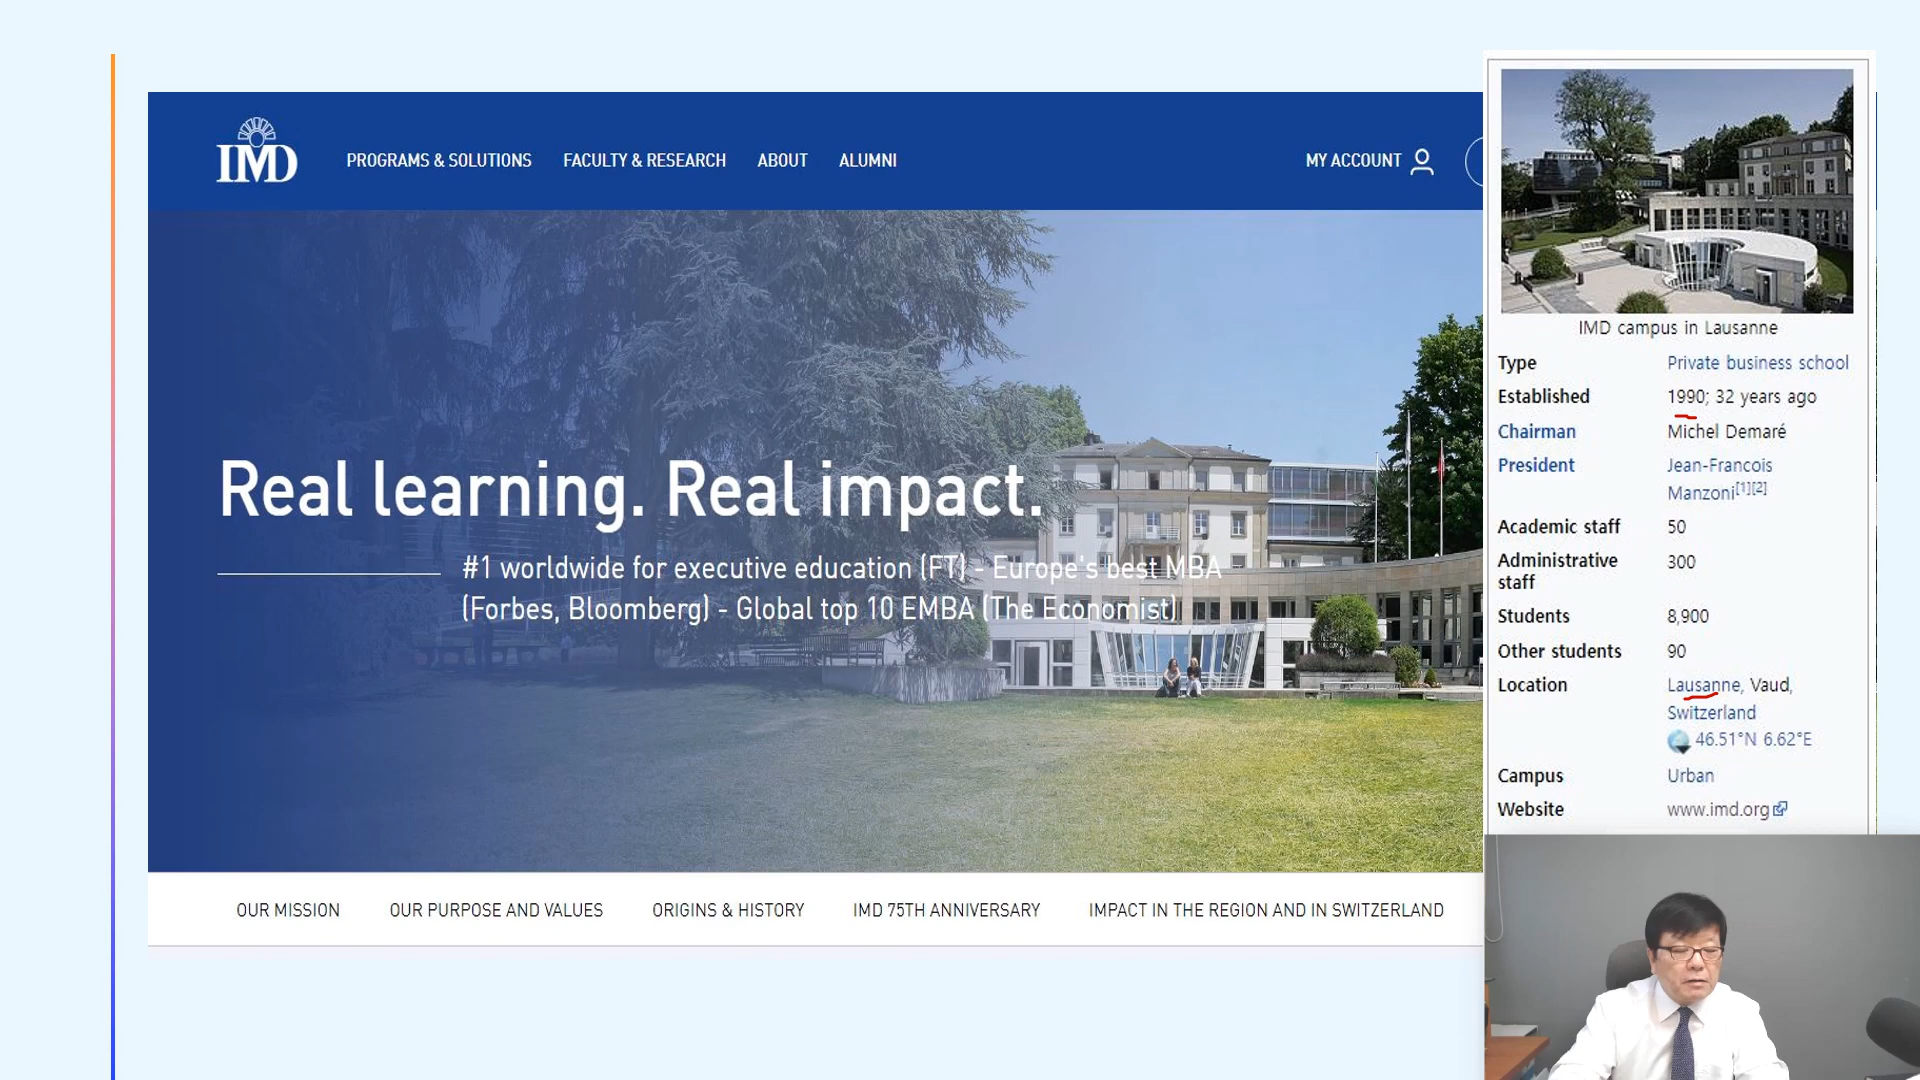 IMD
PROGRAMS & SOLUTIONS FACULTY & RESEARCH ABOUT ALUMNI
MY ACCOUNT
Real learning. Real impact.
#1 worldwide for executive education (FT) - Europe's best MBA
(Forbes, Bloomberg) - Global top 10 EMBA (The Economist)
OUR MISSION OUR PURPOSE AND VALUES ORIGINS & HISTORY IMD 75TH ANNIVERSARY IMPACT IN THE REGION AND IN SWITZERLAND
IMD campus in Lausanne
Type Private business school
Established 1990; 32 years ago
Chairman Michel Demaré
President Jean-Francois
Manzoni[1][2]
Academic staff 50
Administrative 300
staff
Students 8,900
Other students 90
Location Lausanne, Vaud,
Switzerland
46.51°N 6.62°E
Campus Urban
Website www.imd.org